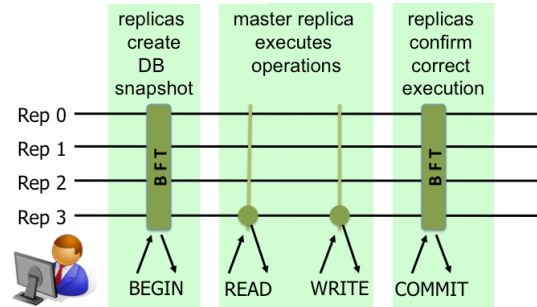 replicas
create
DB
snapshot
master replica
executes
operations
replicas
confirm
correct
execution
Rep 0
Rep 1
Rep 2
Rep 3
BFT
BFT
BEGIN
READ
WRITE
COMMIT